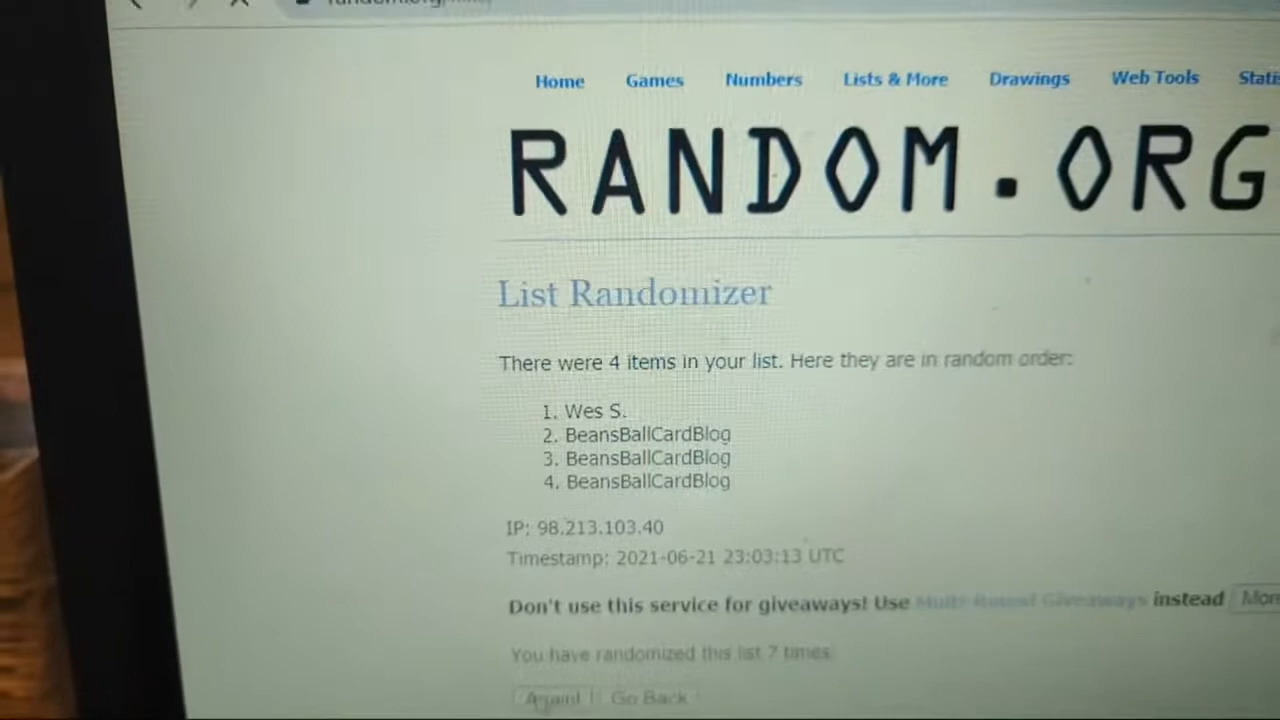 Home Games Numbers Lists & More Drawings Web Tools
RANDOM.ORG
List Randomizer
There were 4 items in your list. Here they are in random order:
1. Wes S.
2. BeansBallCardBlog
3. BeansBallCardBlog
4. BeansBallCardBlog
IP: 98.213.103.40
Timestamp: 2021-06-21 23:03:13 UTC
Don't use this service for giveaways! Use Multi-Round Giveaways instead
You have randomized this list 7 times.
Again! Go Back